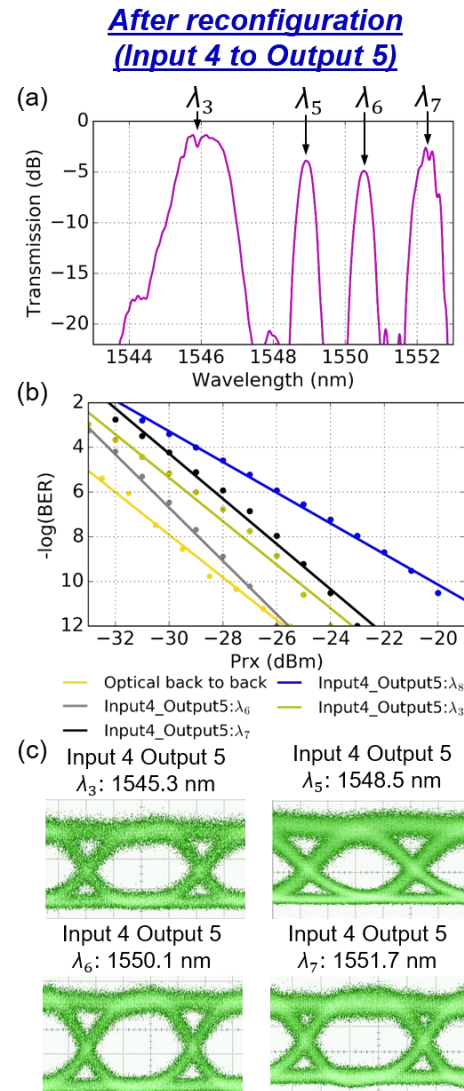 After reconfiguration
(Input 4 to Output 5)
(a)
λ3 λ5 λ6 λ7
0
−5
−10
−15
−20
Transmission (dB)
1544 1546 1548 1550 1552
Wavelength (nm)
(b)
2
4
6
8
10
12
-log(BER)
−32 −30 −28 −26 −24 −22 −20
Prx (dBm)
Optical back to back
Input4_Output5:λ6
Input4_Output5:λ7
Input4_Output5:λ8
Input4_Output5:λ3
(c)
Input 4 Output 5
λ3: 1545.3 nm
Input 4 Output 5
λ5: 1548.5 nm
Input 4 Output 5
λ6: 1550.1 nm
Input 4 Output 5
λ7: 1551.7 nm